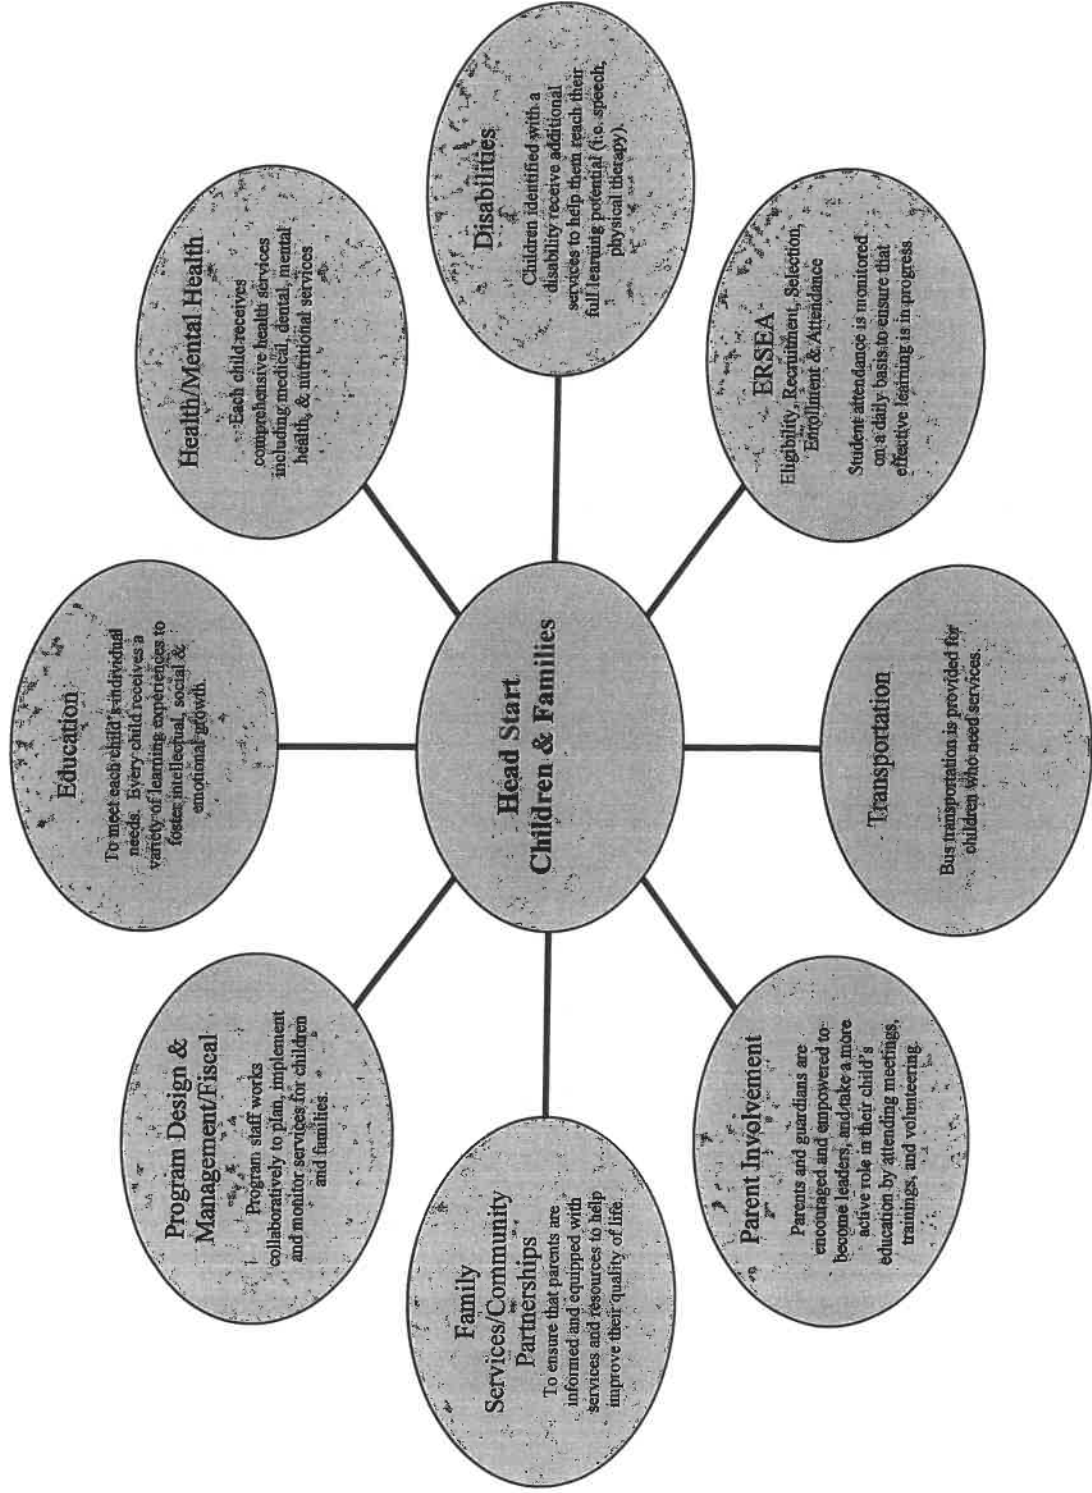 Education
To meet each child's individual
needs. Every child receives a
variety of learning experiences to
foster intellectual, social &
emotional growth.
Health/Mental Health
Each child receives
comprehensive health services
including medical, dental, mental
health, & nutritional services
Disabilities
Children identified with a
disability receive additional
services to help them reach their
full learning potential (i.e. speech,
physical therapy).
ERSEA
Eligibility, Recruitment, Selection,
Enrollment & Attendance
Student attendance is monitored
on a daily basis to ensure that
effective learning is in progress.
Transportation
Bus transportation is provided for
children who need services.
Parent Involvement
Parents and guardians are
encouraged and empowered to
become leaders, and take a more
active role in their child's
education by attending meetings,
trainings, and volunteering.
Family
Services/Community
Partnerships
To ensure that parents are
informed and equipped with
services and resources to help
improve their quality of life.
Program Design &
Management/Fiscal
Program staff works
collaboratively to plan, implement
and monitor services for children
and families.
Head Start
Children & Families